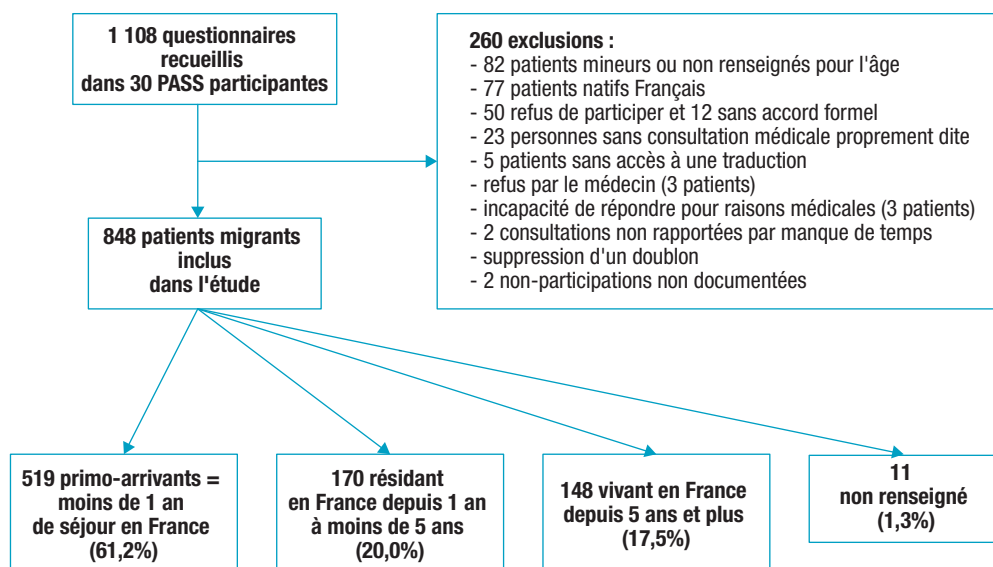 1 108 questionnaires
recueillis
dans 30 PASS participantes
260 exclusions :
- 82 patients mineurs ou non renseignés pour l'âge
- 77 patients natifs Français
- 50 refus de participer et 12 sans accord formel
- 23 personnes sans consultation médicale proprement dite
- 5 patients sans accès à une traduction
- refus par le médecin (3 patients)
- incapacité de répondre pour raisons médicales (3 patients)
- 2 consultations non rapportées par manque de temps
- suppression d'un doublon
- 2 non-participations non documentées
848 patients migrants
inclus
dans l'étude
519 primo-arrivants =
moins de 1 an
de séjour en France
(61,2%)
170 résidant
en France depuis 1 an
à moins de 5 ans
(20,0%)
148 vivant en France
depuis 5 ans et plus
(17,5%)
11
non renseigné
(1,3%)